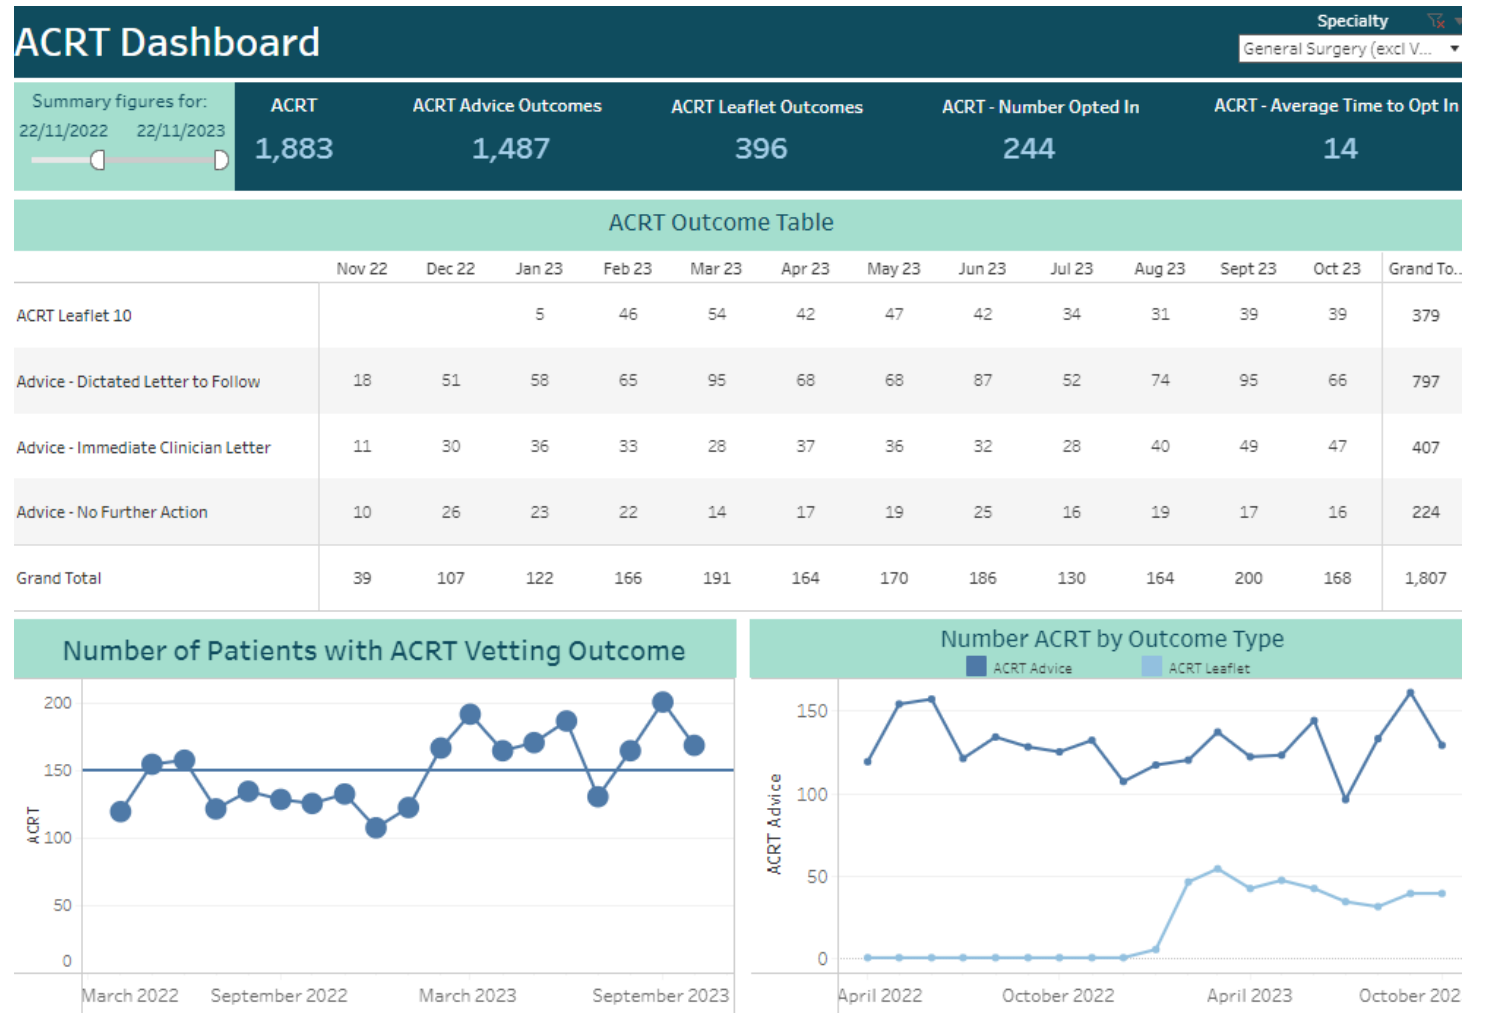 ACRT Dashboard
Specialty
General Surgery (excl V...
Summary figures for:
22/11/2022 22/11/2023
ACRT
1,883
ACRT Advice Outcomes
1,487
ACRT Leaflet Outcomes
396
ACRT - Number Opted In
244
ACRT - Average Time to Opt In
14
ACRT Outcome Table
Nov 22 Dec 22 Jan 23 Feb 23 Mar 23 Apr 23 May 23 Jun 23 Jul 23 Aug 23 Sept 23 Oct 23 Grand To..
ACRT Leaflet 10 5 46 54 42 47 42 34 31 39 39 379
Advice - Dictated Letter to Follow 18 51 58 65 95 68 68 87 52 74 95 66 797
Advice - Immediate Clinician Letter 11 30 36 33 28 37 36 32 28 40 49 47 407
Advice - No Further Action 10 26 23 22 14 17 19 25 16 19 17 16 224
Grand Total 39 107 122 166 191 164 170 186 130 164 200 168 1,807
Number of Patients with ACRT Vetting Outcome
200
150
100
50
0
ACRT
March 2022 September 2022 March 2023 September 2023
Number ACRT by Outcome Type
ACRT Advice ACRT Leaflet
150
100
50
0
ACRT Advice
April 2022 October 2022 April 2023 October 202